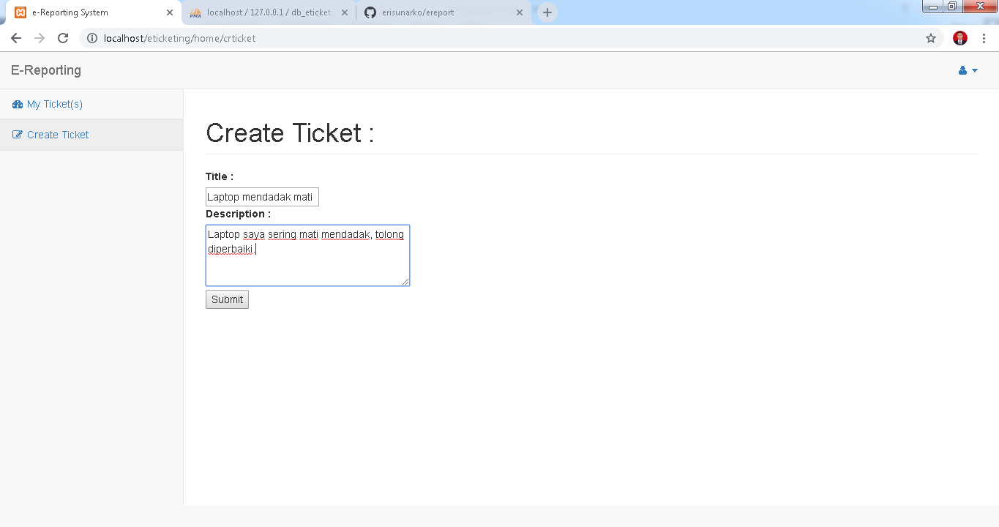 e-Reporting System
localhost / 127.0.0.1 / db_eticket
erisunarko/ereport
localhost/eticketing/home/crticket
E-Reporting
My Ticket(s)
Create Ticket
Create Ticket :
Title :
Laptop mendadak mati
Description :
Laptop saya sering mati mendadak, tolong
diperbaiki.
Submit